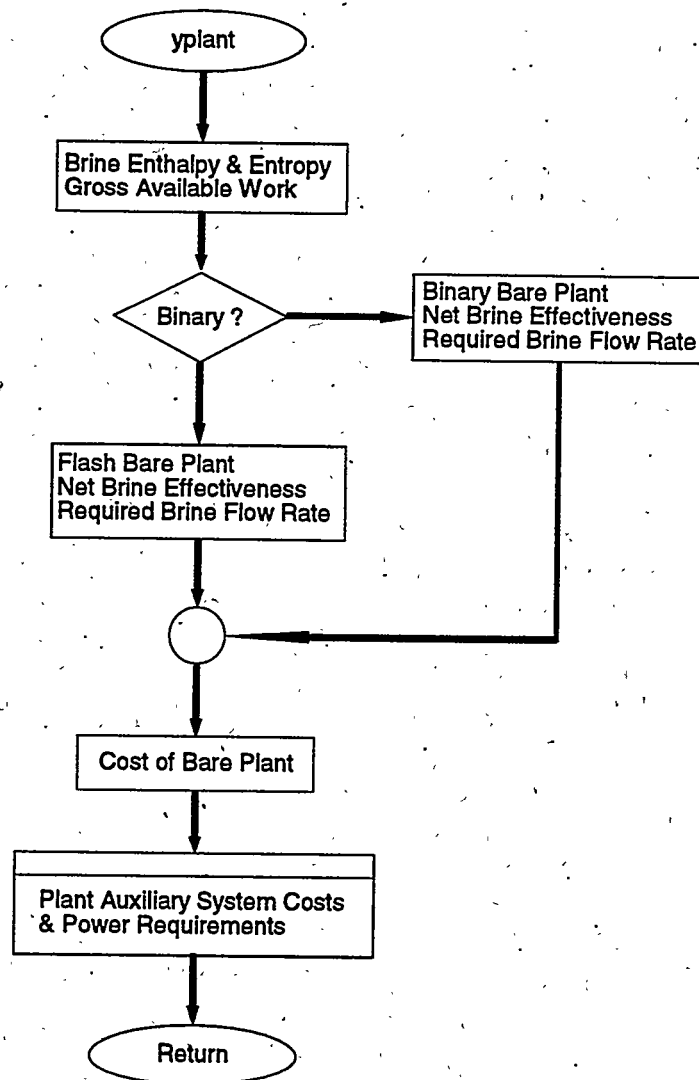 yplant
Brine Enthalpy & Entropy
Gross Available Work
Binary ?
Binary Bare Plant
Net Brine Effectiveness
Required Brine Flow Rate
Flash Bare Plant
Net Brine Effectiveness
Required Brine Flow Rate
Cost of Bare Plant
Plant Auxiliary System Costs
& Power Requirements
Return